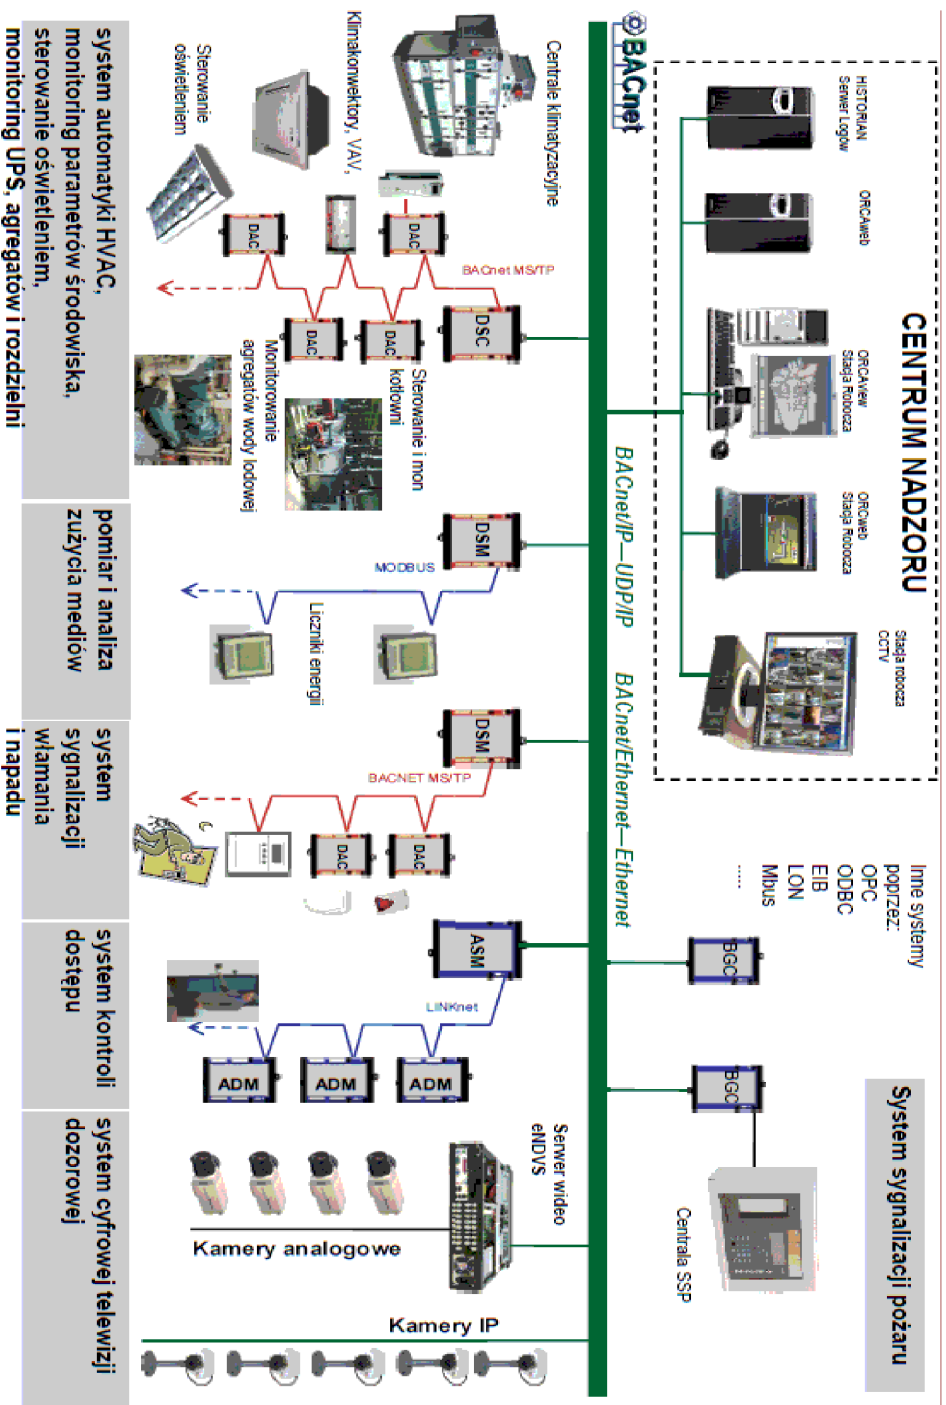 CENTRUM NADZORU
HISTORIAN
Serwer Logów
ORCAweb
ORCAview
Stacja Robocza
ORCweb
Stacja Robocza
Stacja robocza
CCTV
Inne systemy
poprzez:
OPC
ODBC
EIB
LON
Mbus
.....
System sygnalizacji pożaru
BGC
BGC
Centrala SSP
BACnet
BACnet/IP—UDP/IP
BACnet/Ethernet—Ethernet
Centrale klimatyzacyjne
Klimakonwektory, VAV,
Sterowanie
oświetleniem
BACnet MS/TP
DSC
DAC
DAC
DAC
DAC
Sterowanie i mon
kotłowni
Monitorowanie
agregatów wody lodowej
DSM
MODBUS
Liczniki energii
DSM
BACNET MS/TP
DAC
DAC
ASM
LINKnet
ADM
ADM
ADM
Serwer wideo
eNDVS
Kamery analogowe
Kamery IP
system automatyki HVAC,
monitoring parametrów środowiska,
sterowanie oświetleniem,
monitoring UPS, agregatów i rozdzielni
pomiar i analiza
zużycia mediów
system
sygnalizacji
włamania
i napadu
system kontroli
dostępu
system cyfrowej telewizji
dozorowej